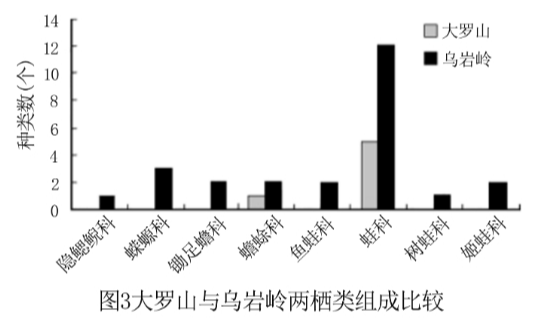 14
大罗山
12
乌岩岭
10
8
6
4
2
0
种类数(个)
隐鳃鲵科
蝾螈科
锄足蟾科
蟾蜍科
鱼蛙科
蛙科
树蛙科
姬蛙科
图3大罗山与乌岩岭两栖类组成比较